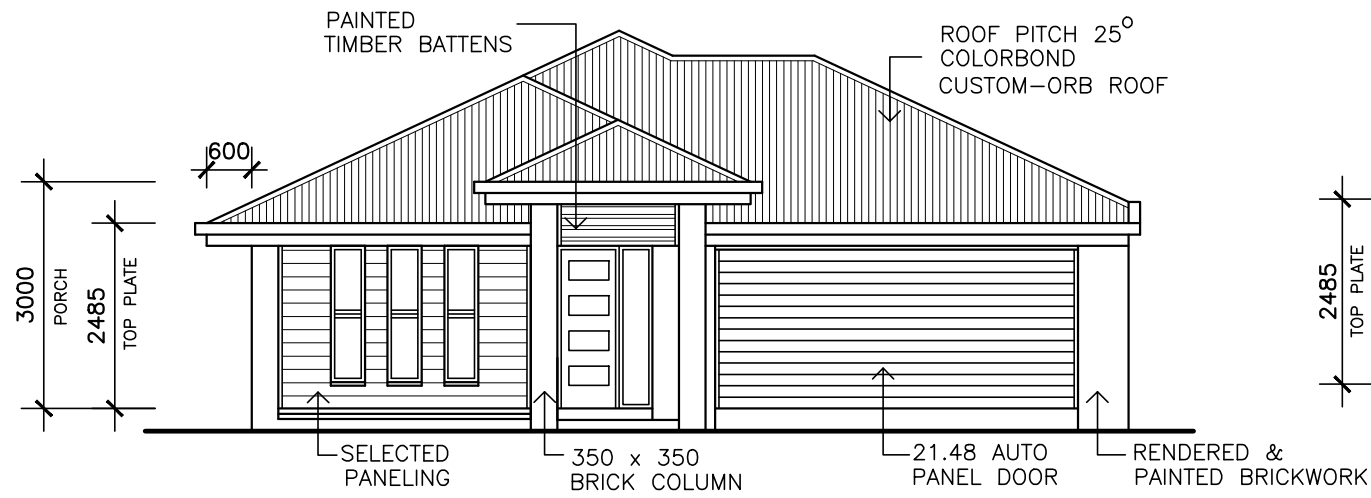 PAINTED
TIMBER BATTENS
ROOF PITCH 25°
COLORBOND
CUSTOM-ORB ROOF
600
3000
PORCH
2485
TOP PLATE
2485
TOP PLATE
SELECTED
PANELING
350 x 350
BRICK COLUMN
21.48 AUTO
PANEL DOOR
RENDERED &
PAINTED BRICKWORK